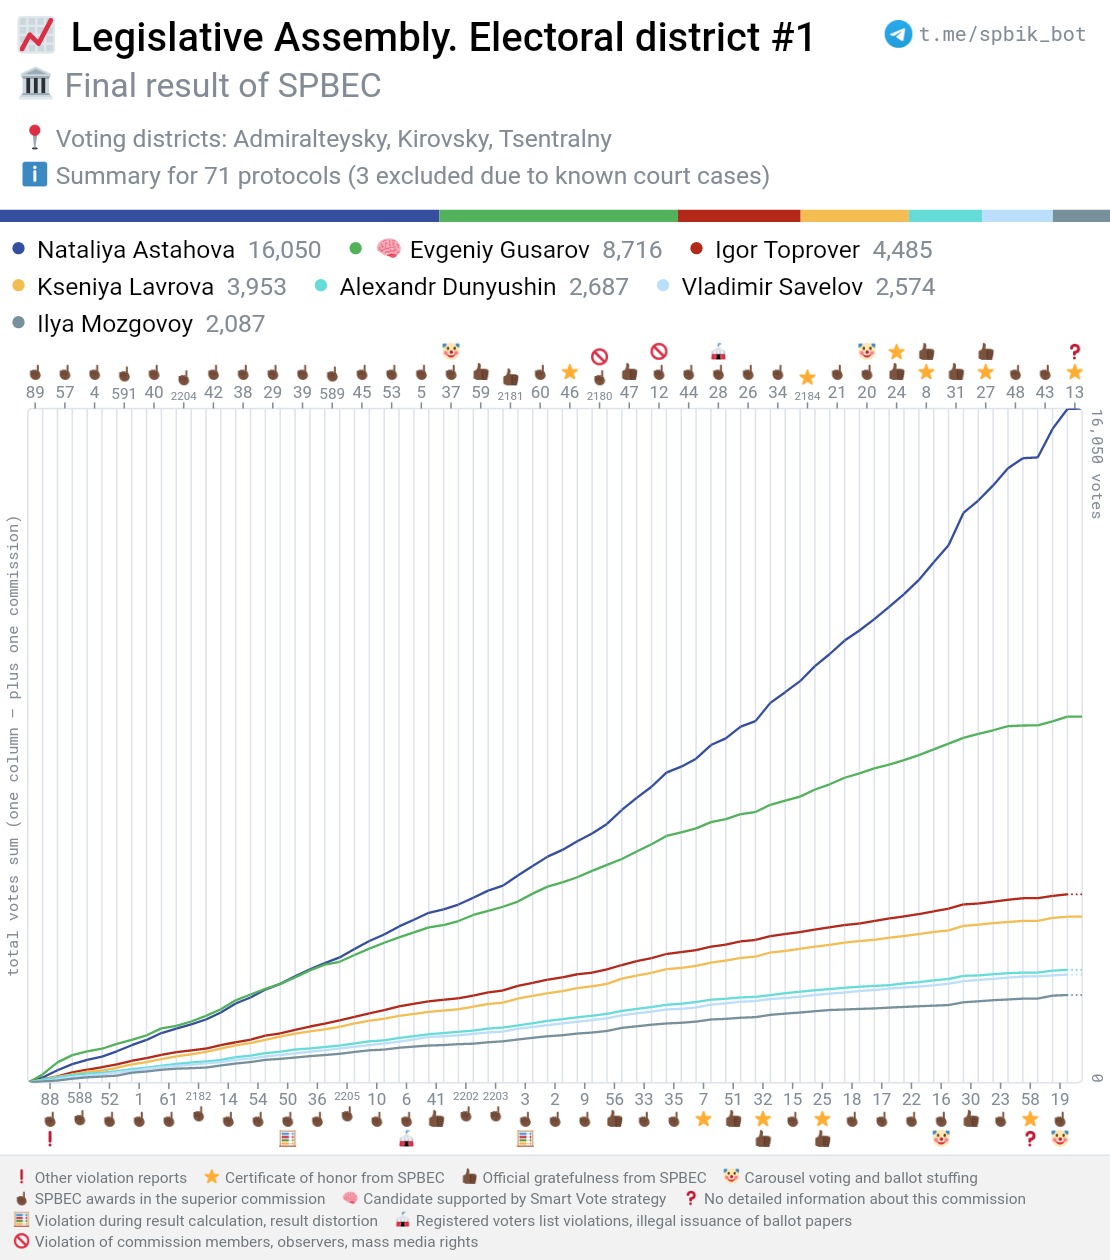 Legislative Assembly. Electoral district #1
t.me/spbik_bot
Final result of SPBEC
Voting districts: Admiralteysky, Kirovsky, Tsentralny
Summary for 71 protocols (3 excluded due to known court cases)
Nataliya Astahova 16,050 Evgeniy Gusarov 8,716 Igor Toprover 4,485
Kseniya Lavrova 3,953 Alexandr Dunyushin 2,687 Vladimir Savelov 2,574
Ilya Mozgovoy 2,087
89 57 4 591 40 2204 42 38 29 39 589 45 53 5 37 59 2181 60 46 2180 47 12 44 28 26 34 2184 21 20 24 8 31 27 48 43 13
16,050 votes
total votes sum (one column – plus one commission)
0
88 588 52 1 61 2182 14 54 50 36 2205 10 6 41 2202 2203 3 2 9 56 33 35 7 51 32 15 25 18 17 22 16 30 23 58 19
Other violation reports Certificate of honor from SPBEC Official gratefulness from SPBEC Carousel voting and ballot stuffing
SPBEC awards in the superior commission Candidate supported by Smart Vote strategy No detailed information about this commission
Violation during result calculation, result distortion Registered voters list violations, illegal issuance of ballot papers
Violation of commission members, observers, mass media rights